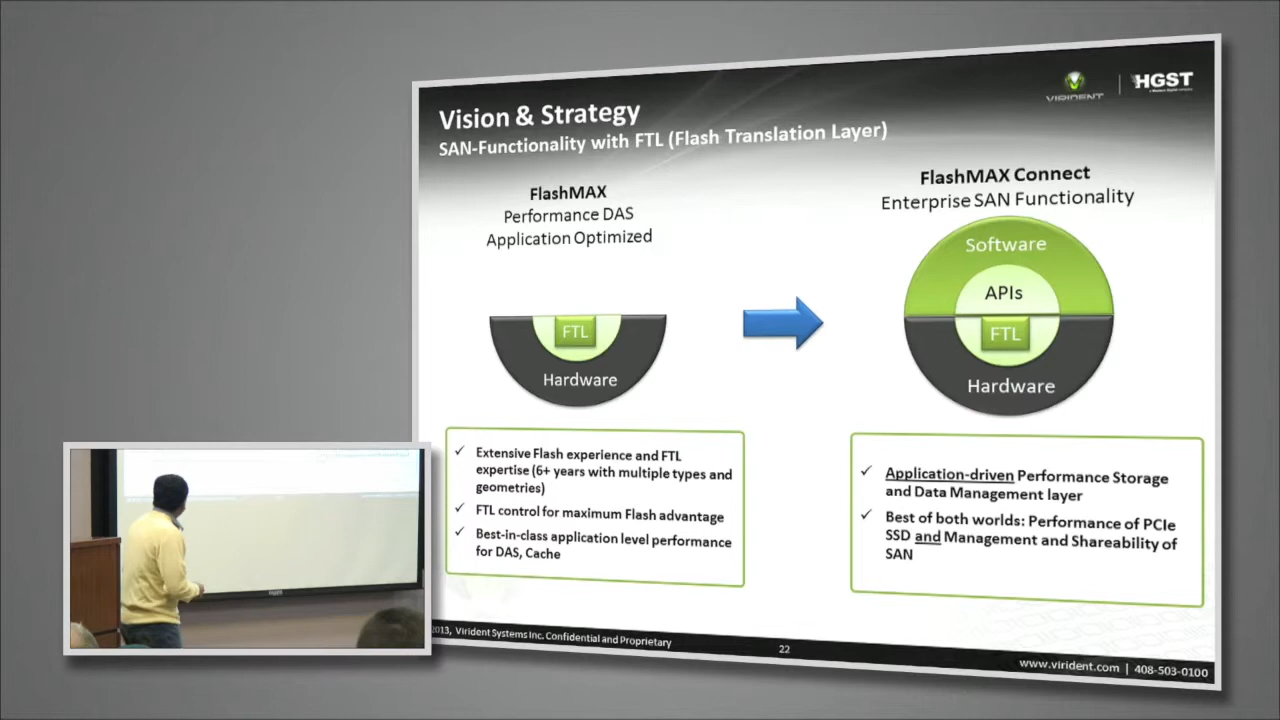 VIRIDENT
HGST
Vision & Strategy
SAN-Functionality with FTL (Flash Translation Layer)
FlashMAX
Performance DAS
Application Optimized
FlashMAX Connect
Enterprise SAN Functionality
Software
APIs
FTL
Hardware
FTL
Hardware
Extensive Flash experience and FTL
expertise (6+ years with multiple types and
geometries)
FTL control for maximum Flash advantage
Best-in-class application level performance
for DAS, Cache
Application-driven Performance Storage
and Data Management layer
Best of both worlds: Performance of PCIe
SSD and Management and Shareability of
SAN
2013, Virident Systems Inc. Confidential and Proprietary
22
www.virident.com | 408-503-0100